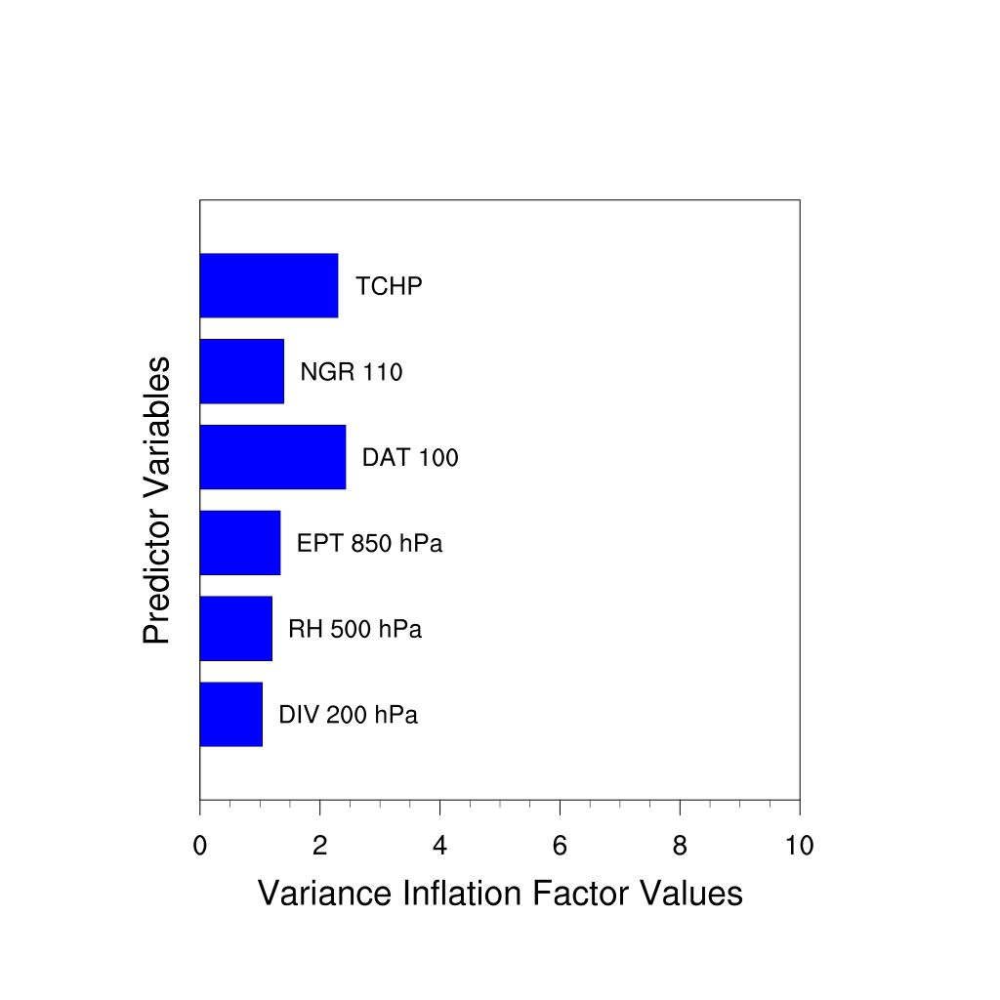 TCHP
NGR 110
DAT 100
EPT 850 hPa
RH 500 hPa
DIV 200 hPa
Predictor Variables
0 2 4 6 8 10
Variance Inflation Factor Values